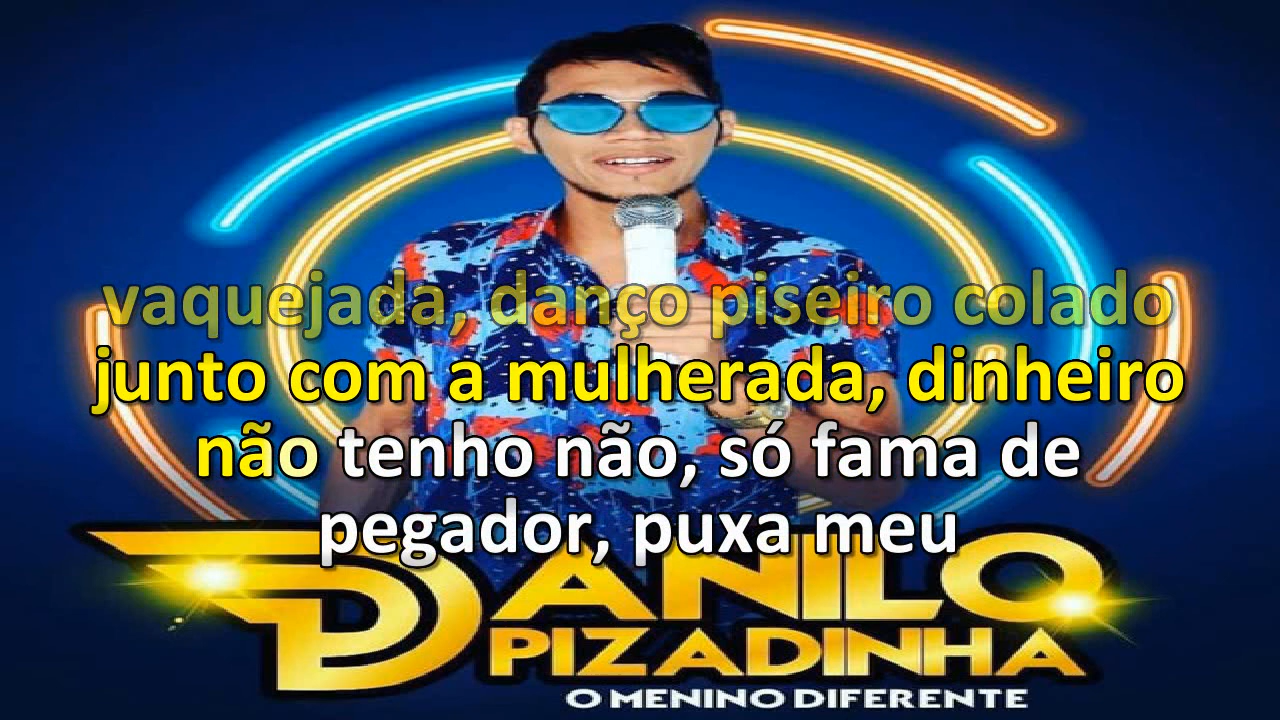 vaquejada, danço piseiro colado
junto com a mulherada, dinheiro
não tenho não, só fama de
pegador, puxa meu
DANILO
PIZADINHA
O MENINO DIFERENTE